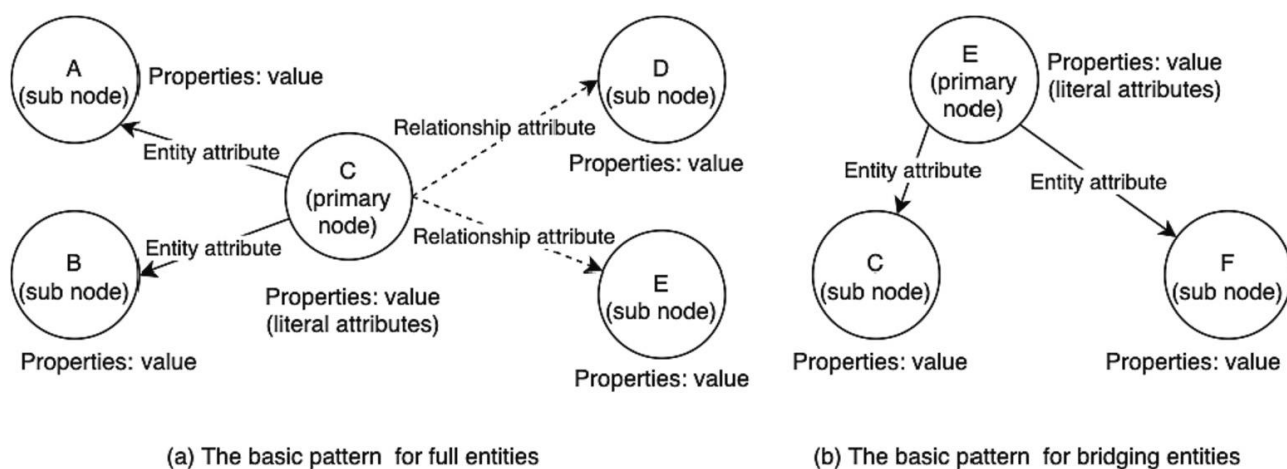 A
(sub node)
Properties: value
Entity attribute
B
(sub node)
Properties: value
Entity attribute
C
(primary
node)
Properties: value
(literal attributes)
Relationship attribute
D
(sub node)
Properties: value
Relationship attribute
E
(sub node)
Properties: value
(a) The basic pattern for full entities
E
(primary
node)
Properties: value
(literal attributes)
Entity attribute
Entity attribute
C
(sub node)
Properties: value
F
(sub node)
Properties: value
(b) The basic pattern for bridging entities